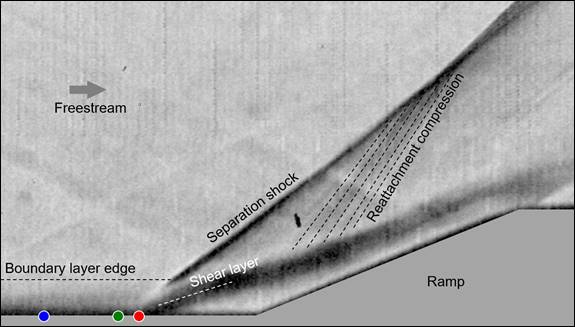 Freestream
Separation shock
Reattachment compression
Boundary layer edge
Shear layer
Ramp